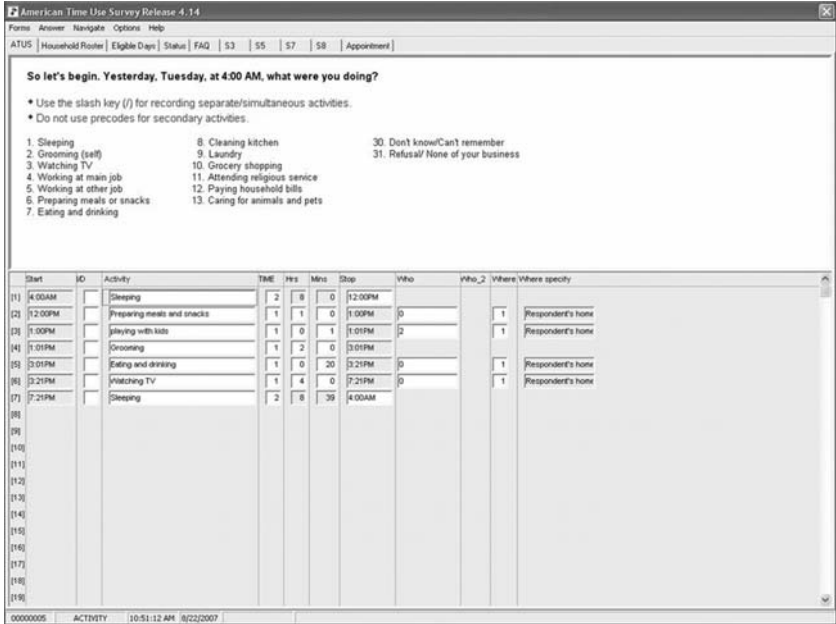 American Time Use Survey Release 4.14
Forms Answer Navigate Options Help
ATUS Household Roster Eligible Days Status FAQ S3 S5 S7 S8 Appointment
So let's begin. Yesterday, Tuesday, at 4:00 AM, what were you doing?
• Use the slash key (/) for recording separate/simultaneous activities.
• Do not use precodes for secondary activities.
1. Sleeping 8. Cleaning kitchen 30. Don't know/Can't remember
2. Grooming (self) 9. Laundry 31. Refusal/ None of your business
3. Watching TV 10. Grocery shopping
4. Working at main job 11. Attending religious service
5. Working at other job 12. Paying household bills
6. Preparing meals or snacks 13. Caring for animals and pets
7. Eating and drinking
Start I/D Activity TIME Hrs Mins Stop Who Who_2 Where Where specify
[1] 4:00AM Sleeping 2 8 0 12:00PM
[2] 12:00PM Preparing meals and snacks 1 1 0 1:00PM 0 1 Respondent's home
[3] 1:00PM playing with kids 1 0 1 1:01PM 2 1 Respondent's home
[4] 1:01PM Grooming 1 2 0 3:01PM
[5] 3:01PM Eating and drinking 1 0 20 3:21PM 0 1 Respondent's home
[6] 3:21PM Watching TV 1 4 0 7:21PM 0 1 Respondent's home
[7] 7:21PM Sleeping 2 8 39 4:00AM
[8]
[9]
[10]
[11]
[12]
[13]
[14]
[15]
[16]
[17]
[18]
[19]
00000005 ACTIVITY 10:51:12 AM 8/22/2007